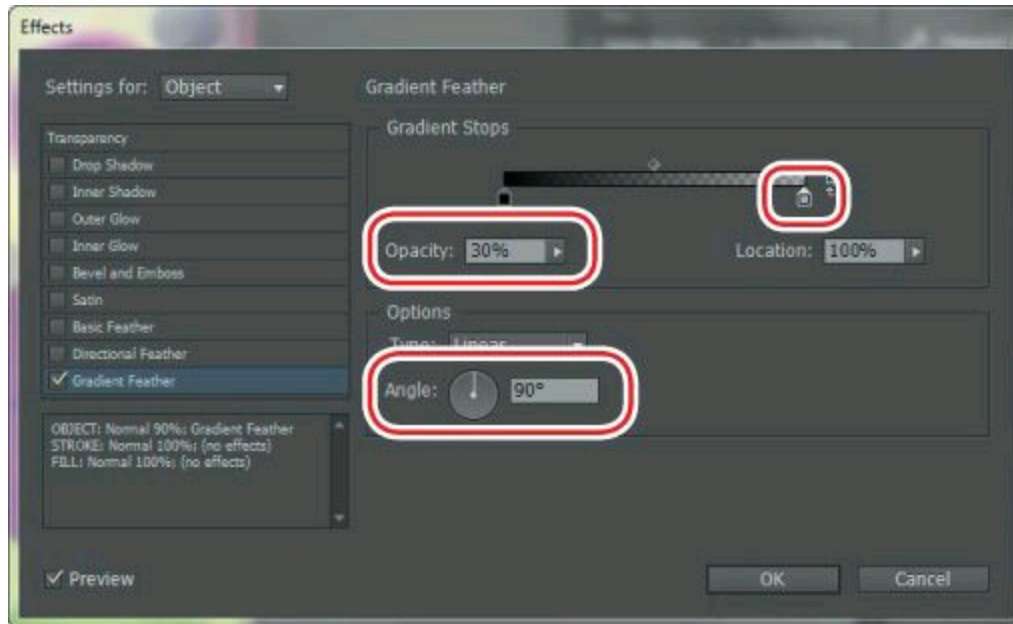 Effects
Settings for: Object
Transparency
Drop Shadow
Inner Shadow
Outer Glow
Inner Glow
Bevel and Emboss
Satin
Basic Feather
Directional Feather
Gradient Feather
OBJECT: Normal 90%; Gradient Feather
STROKE: Normal 100%; (no effects)
FILL: Normal 100%; (no effects)
Preview
Gradient Feather
Gradient Stops
Opacity: 30%
Location: 100%
Options
Type: Linear
Angle: 90°
OK
Cancel